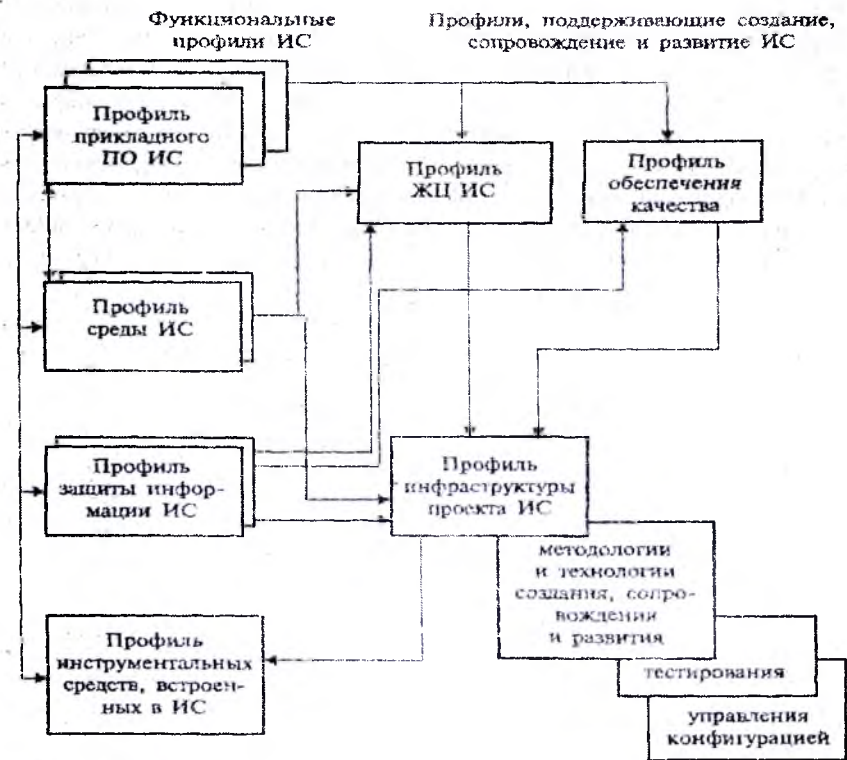 Функциональные
профили ИС
Профили, поддерживающие создание,
сопровождение и развитие ИС
Профиль
прикладного
ПО ИС
Профиль
ЖЦ ИС
Профиль
обеспечения
качества
Профиль
среды ИС
Профиль
защиты инфор-
мации ИС
Профиль
инфраструктуры
проекта ИС
методологии
и технологии
создания, сопро-
вождении
и развития
Профиль
инструментальных
средств, встроен-
ных в ИС
тестирования
управления
конфигурацией